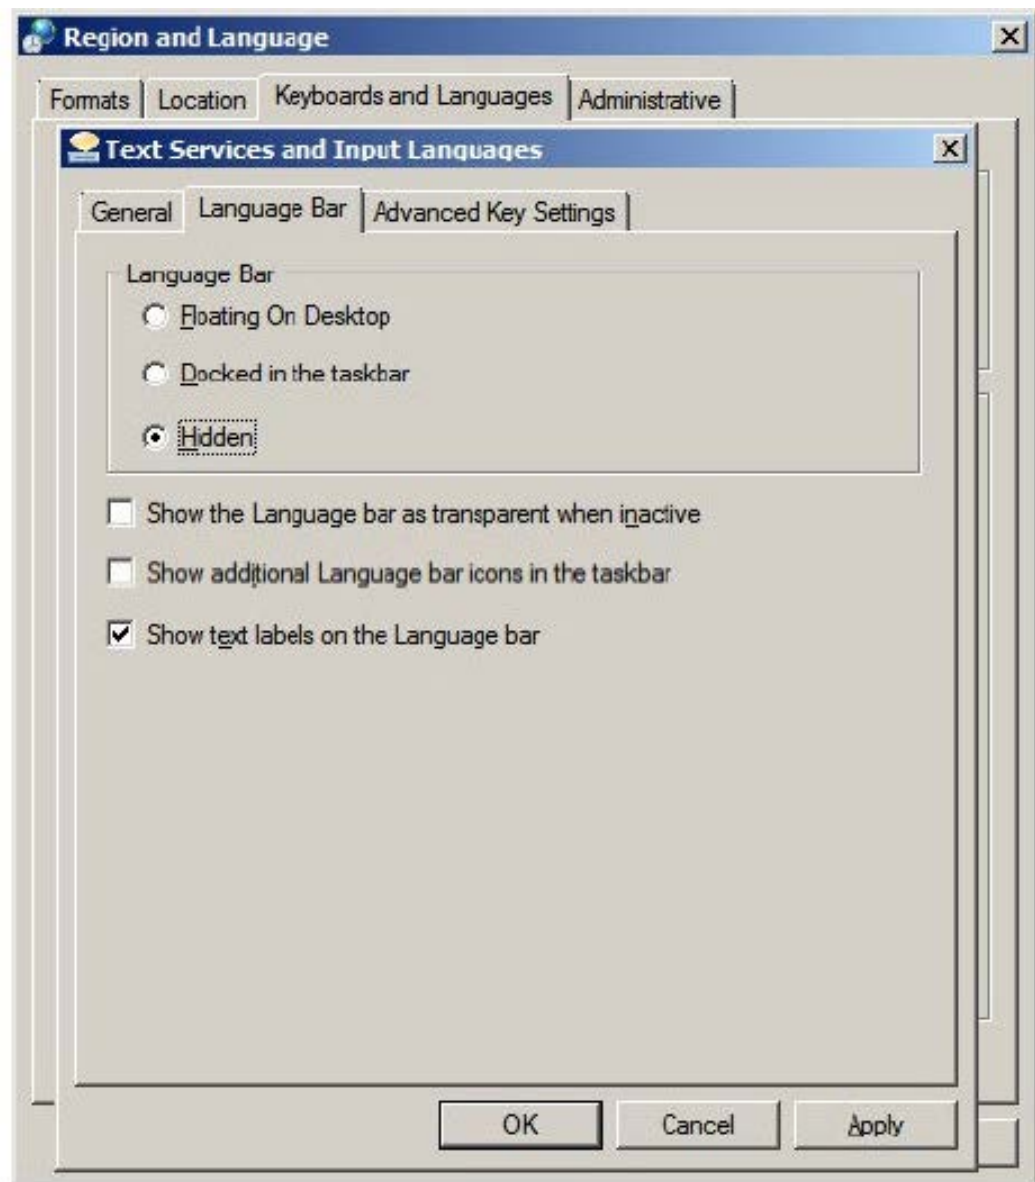 Region and Language
Formats Location Keyboards and Languages Administrative
Text Services and Input Languages
General Language Bar Advanced Key Settings
Language Bar
Floating On Desktop
Docked in the taskbar
Hidden
Show the Language bar as transparent when inactive
Show additional Language bar icons in the taskbar
Show text labels on the Language bar
OK Cancel Apply